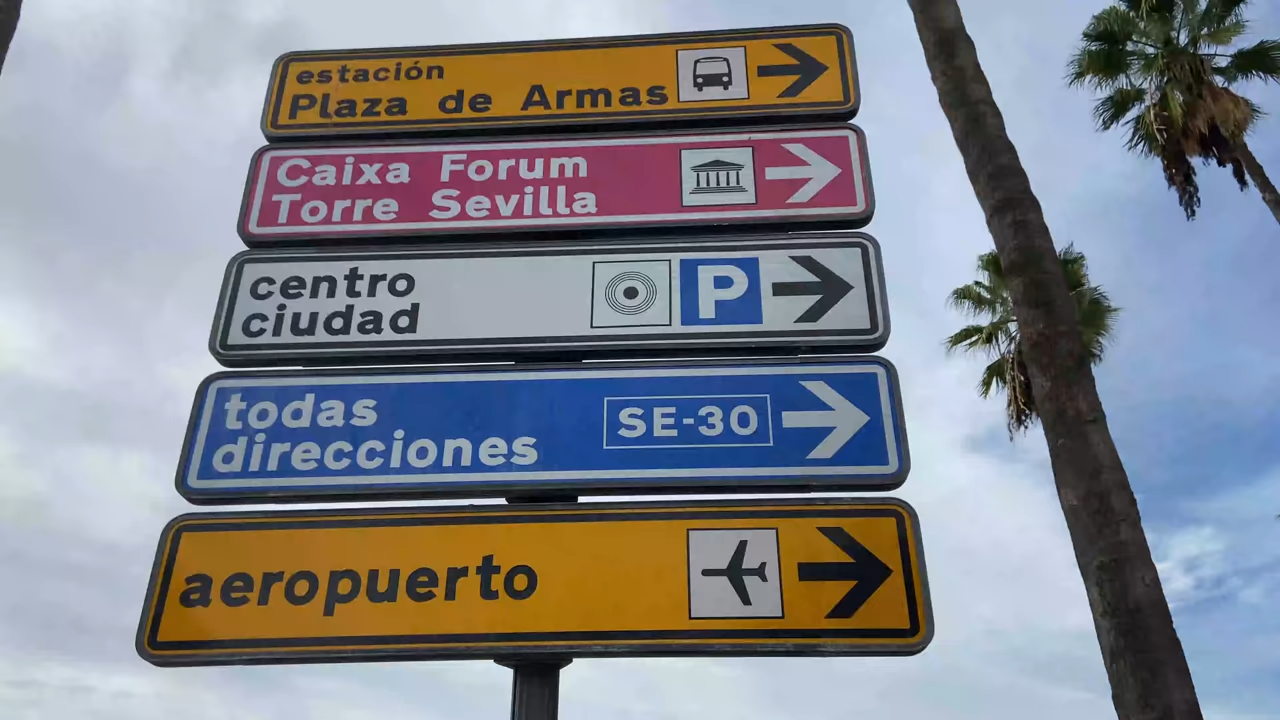 estación
Plaza de Armas
Caixa Forum
Torre Sevilla
centro
ciudad
P
todas
direcciones
SE-30
aeropuerto